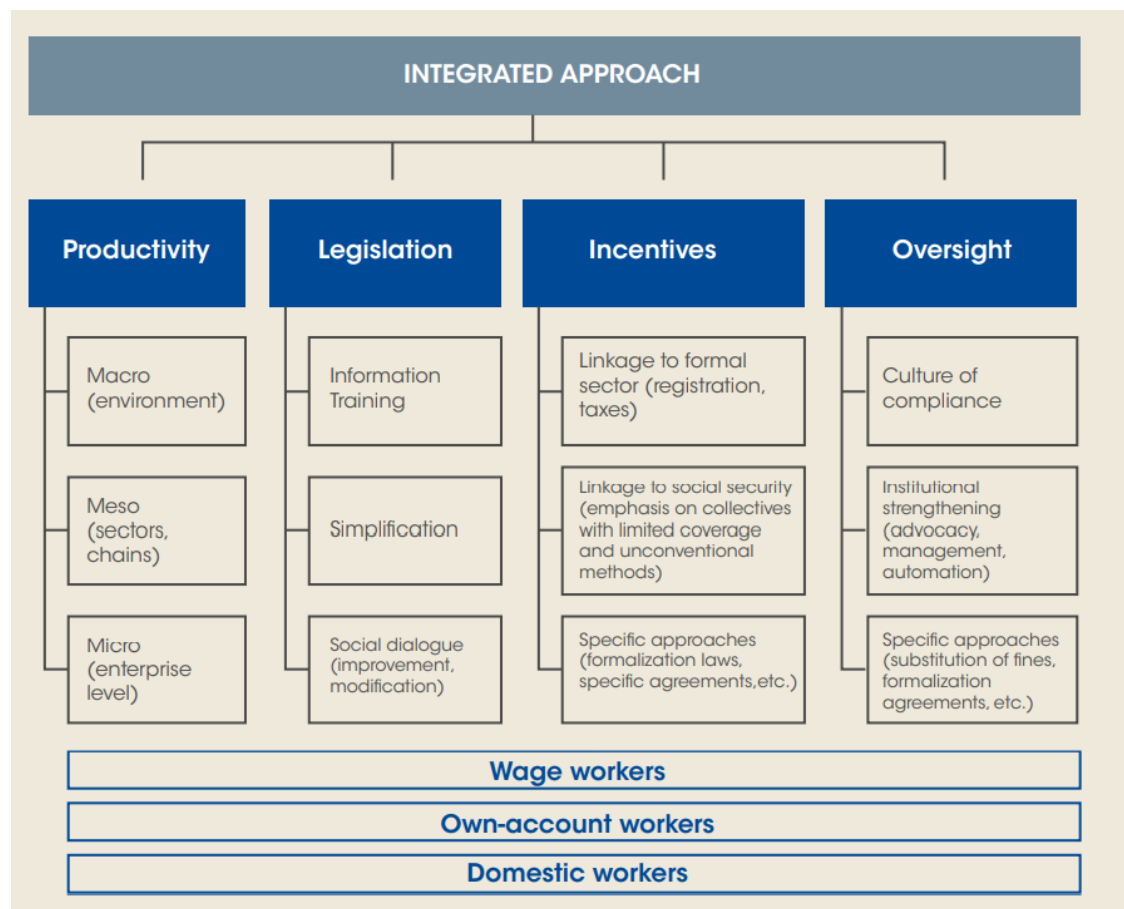 INTEGRATED APPROACH
Productivity
Macro
(environment)
Meso
(sectors,
chains)
Micro
(enterprise
level)
Legislation
Information
Training
Simplification
Social dialogue
(improvement,
modification)
Incentives
Linkage to formal
sector (registration,
taxes)
Linkage to social security
(emphasis on collectives
with limited coverage
and unconventional
methods)
Specific approaches
(formalization laws,
specific agreements,etc.)
Oversight
Culture of
compliance
Institutional
strengthening
(advocacy,
management,
automation)
Specific approaches
(substitution of fines,
formalization
agreements, etc.)
Wage workers
Own-account workers
Domestic workers